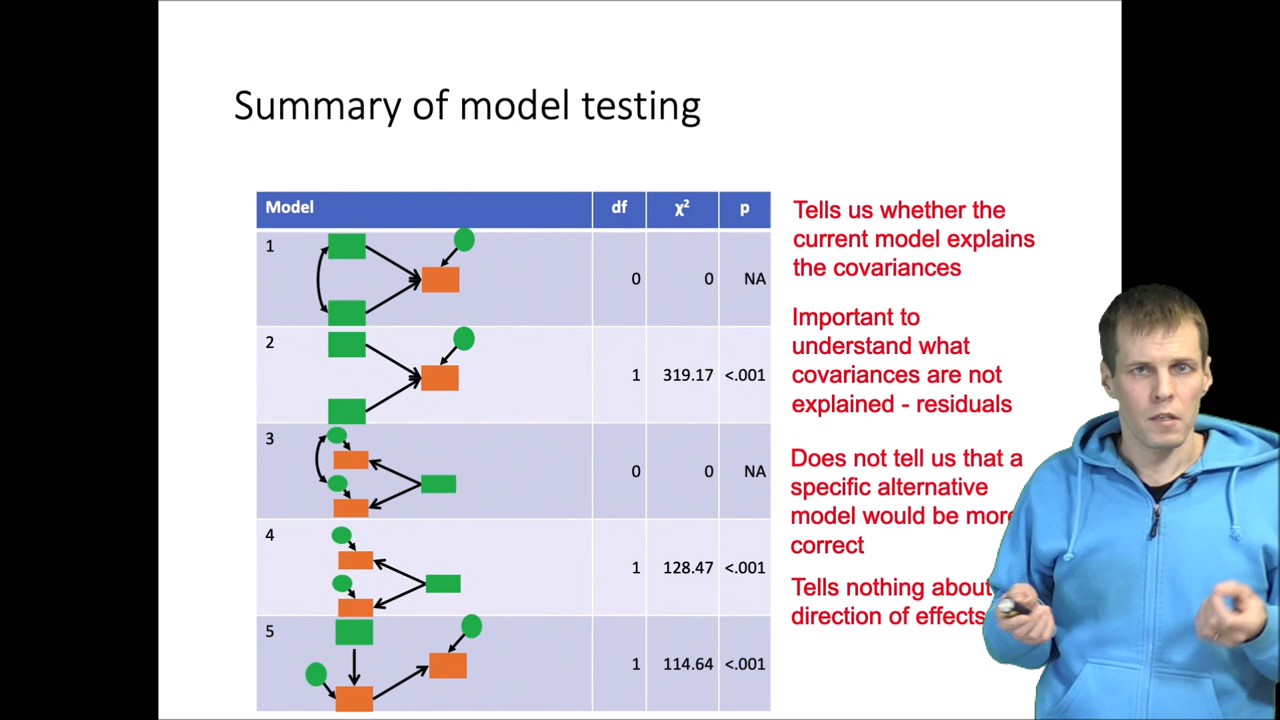 Summary of model testing
Model df χ² p
1 0 0 NA
2 1 319.17 <.001
3 0 0 NA
4 1 128.47 <.001
5 1 114.64 <.001
Tells us whether the
current model explains
the covariances
Important to
understand what
covariances are not
explained - residuals
Does not tell us that a
specific alternative
model would be more
correct
Tells nothing about
direction of effects